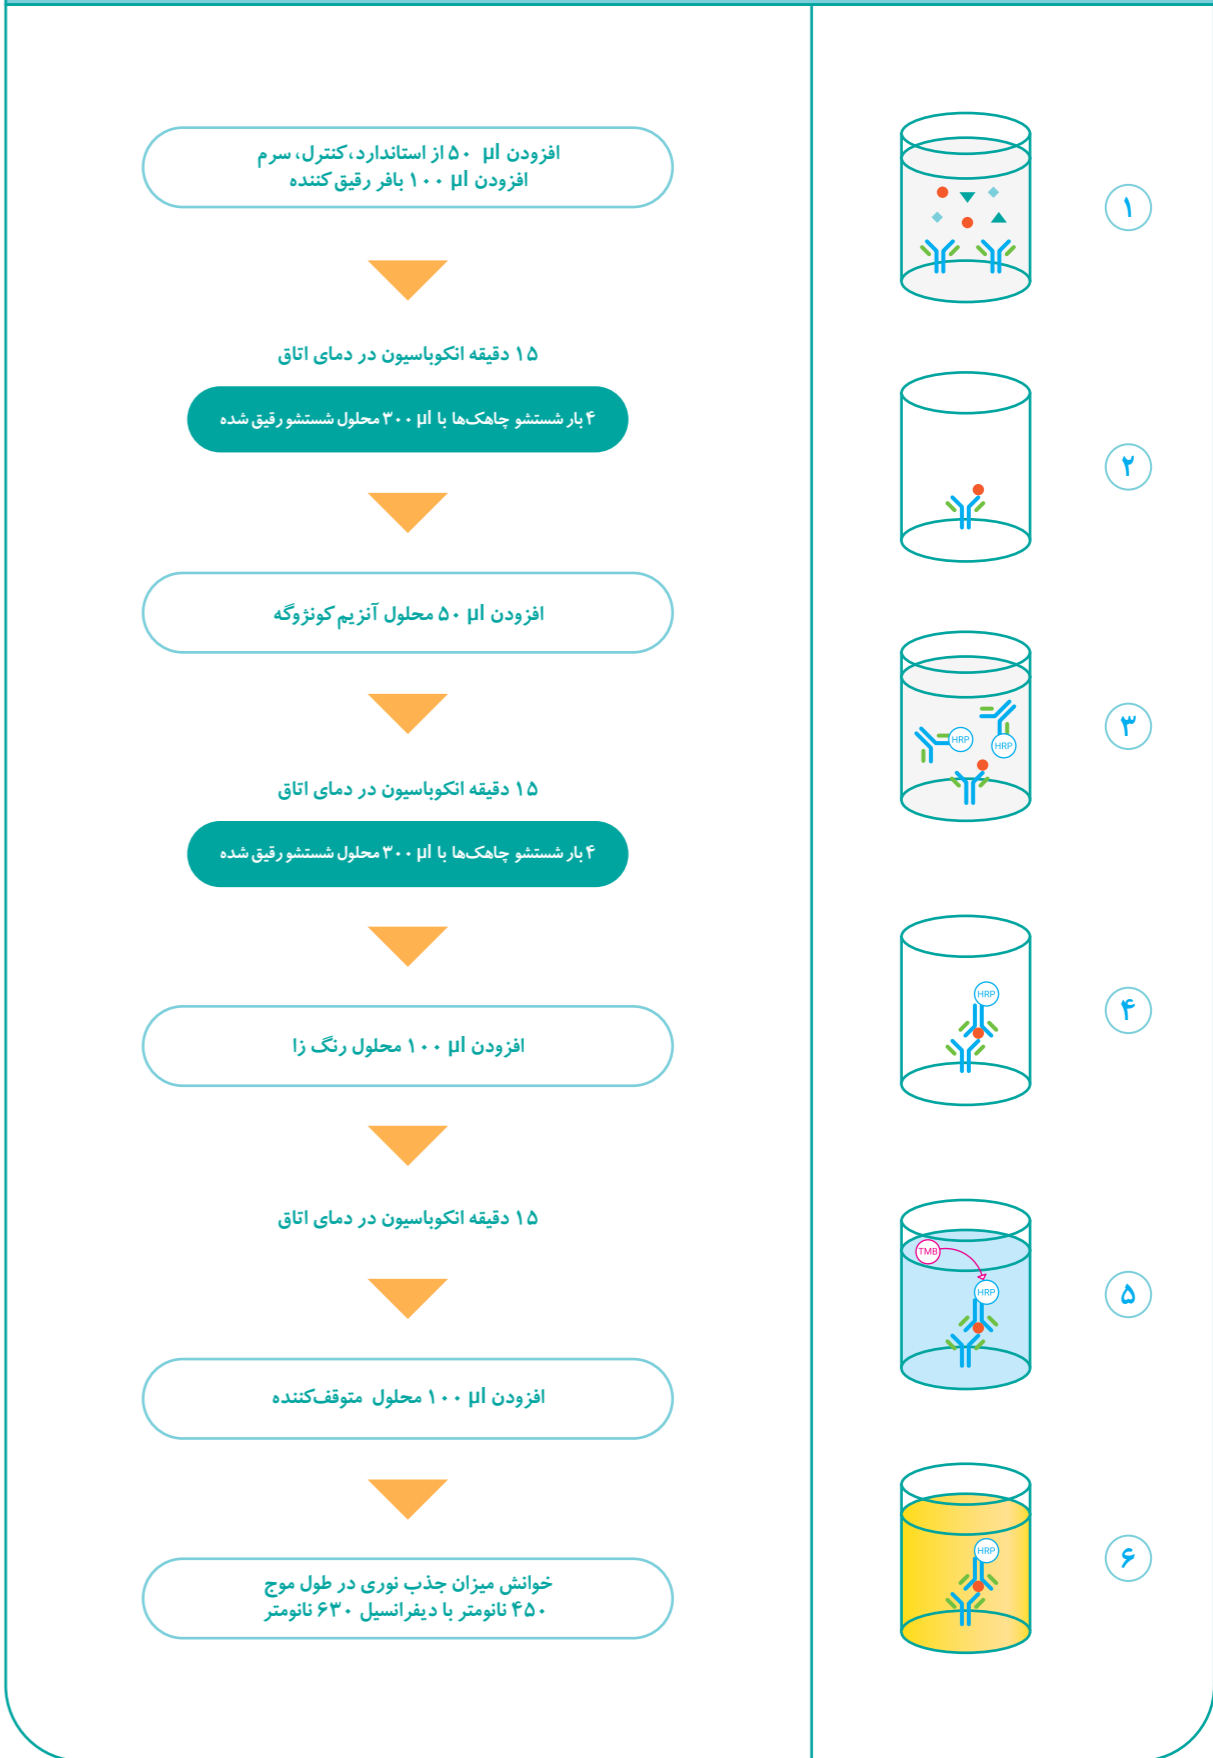 افزودن ۵۰ µl از استاندارد، کنترل، سرم
افزودن ۱۰۰ µl بافر رقیق کننده
۱
۱۵ دقیقه انکوباسیون در دمای اتاق
۴ بار شستشو چاهک‌ها با ۳۰۰ µl محلول شستشو رقیق شده
۲
افزودن ۵۰ µl محلول آنزیم کونژوگه
۳
HRP
HRP
۱۵ دقیقه انکوباسیون در دمای اتاق
۴ بار شستشو چاهک‌ها با ۳۰۰ µl محلول شستشو رقیق شده
۴
HRP
افزودن ۱۰۰ µl محلول رنگ زا
۱۵ دقیقه انکوباسیون در دمای اتاق
۵
TMB
HRP
افزودن ۱۰۰ µl محلول متوقف‌کننده
۶
HRP
خوانش میزان جذب نوری در طول موج
۴۵۰ نانومتر با دیفرانسیل ۶۳۰ نانومتر